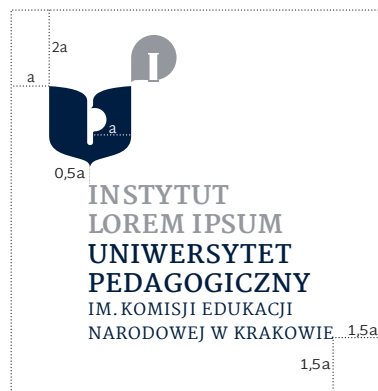 2a
I
a
a
0,5a
INSTYTUT
LOREM IPSUM
UNIWERSYTET
PEDAGOGICZNY
IM. KOMISJI EDUKACJI
NARODOWEJ W KRAKOWIE
1,5a
1,5a